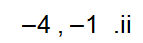 –4 , –1  .ii